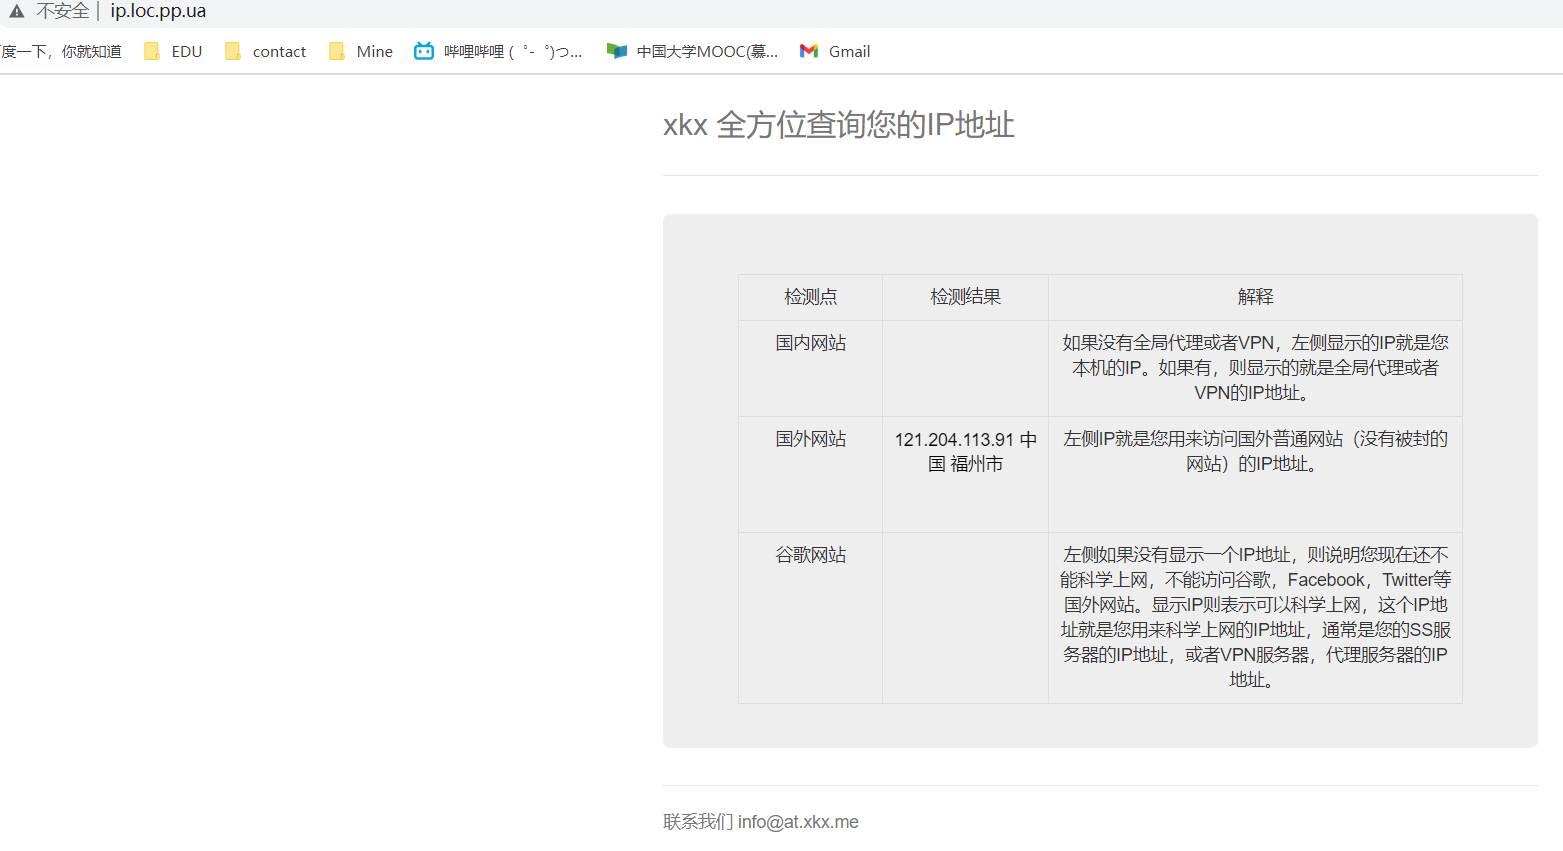 不安全 | ip.loc.pp.ua
度一下，你就知道 EDU contact Mine 哔哩哔哩 ( ゜- ゜)つ... 中国大学MOOC(慕... Gmail
xkx 全方位查询您的IP地址
检测点 检测结果 解释
国内网站
如果没有全局代理或者VPN，左侧显示的IP就是您
本机的IP。如果有，则显示的就是全局代理或者
VPN的IP地址。
国外网站
121.204.113.91 中
国 福州市
左侧IP就是您用来访问国外普通网站（没有被封的
网站）的IP地址。
谷歌网站
左侧如果没有显示一个IP地址，则说明您现在还不
能科学上网，不能访问谷歌，Facebook，Twitter等
国外网站。显示IP则表示可以科学上网，这个IP地
址就是您用来科学上网的IP地址，通常是您的SS服
务器的IP地址，或者VPN服务器，代理服务器的IP
地址。
联系我们 info@at.xkx.me